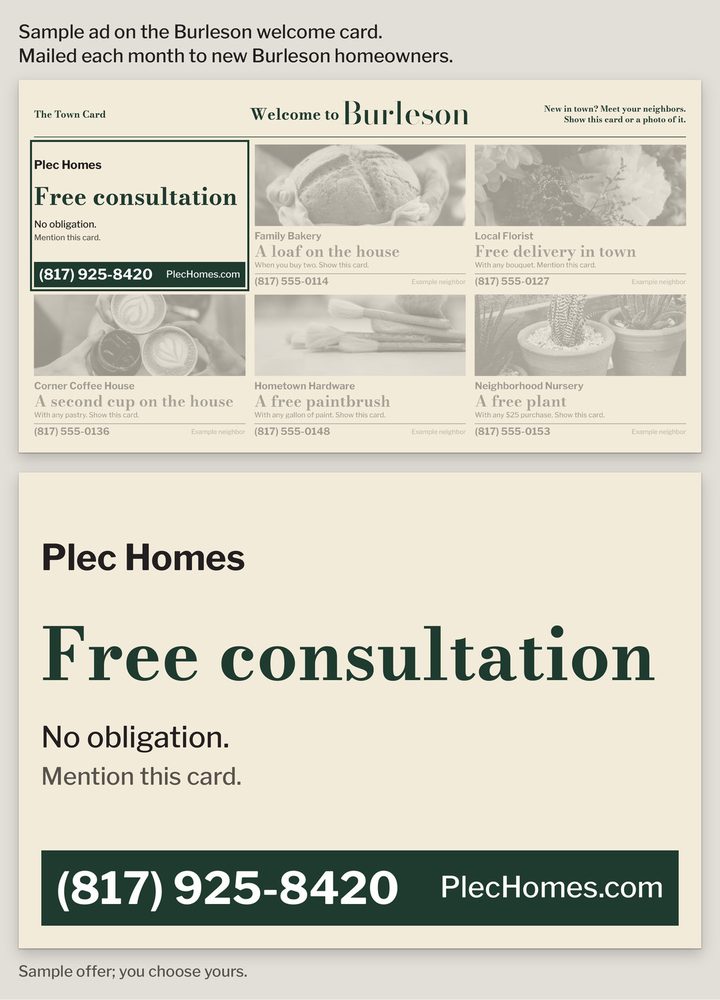 Sample ad on the Burleson welcome card.
Mailed each month to new Burleson homeowners.
The Town Card
Welcome to Burleson
New in town? Meet your neighbors.
Show this card or a photo of it.
Plec Homes
Free consultation
No obligation.
Mention this card.
(817) 925-8420 PlecHomes.com
Family Bakery
A loaf on the house
When you buy two. Show this card.
(817) 555-0114 Example neighbor
Local Florist
Free delivery in town
With any bouquet. Mention this card.
(817) 555-0127 Example neighbor
Corner Coffee House
A second cup on the house
With any pastry. Show this card.
(817) 555-0136 Example neighbor
Hometown Hardware
A free paintbrush
With any gallon of paint. Show this card.
(817) 555-0148 Example neighbor
Neighborhood Nursery
A free plant
With any $25 purchase. Show this card.
(817) 555-0153 Example neighbor
Plec Homes
Free consultation
No obligation.
Mention this card.
(817) 925-8420 PlecHomes.com
Sample offer; you choose yours.